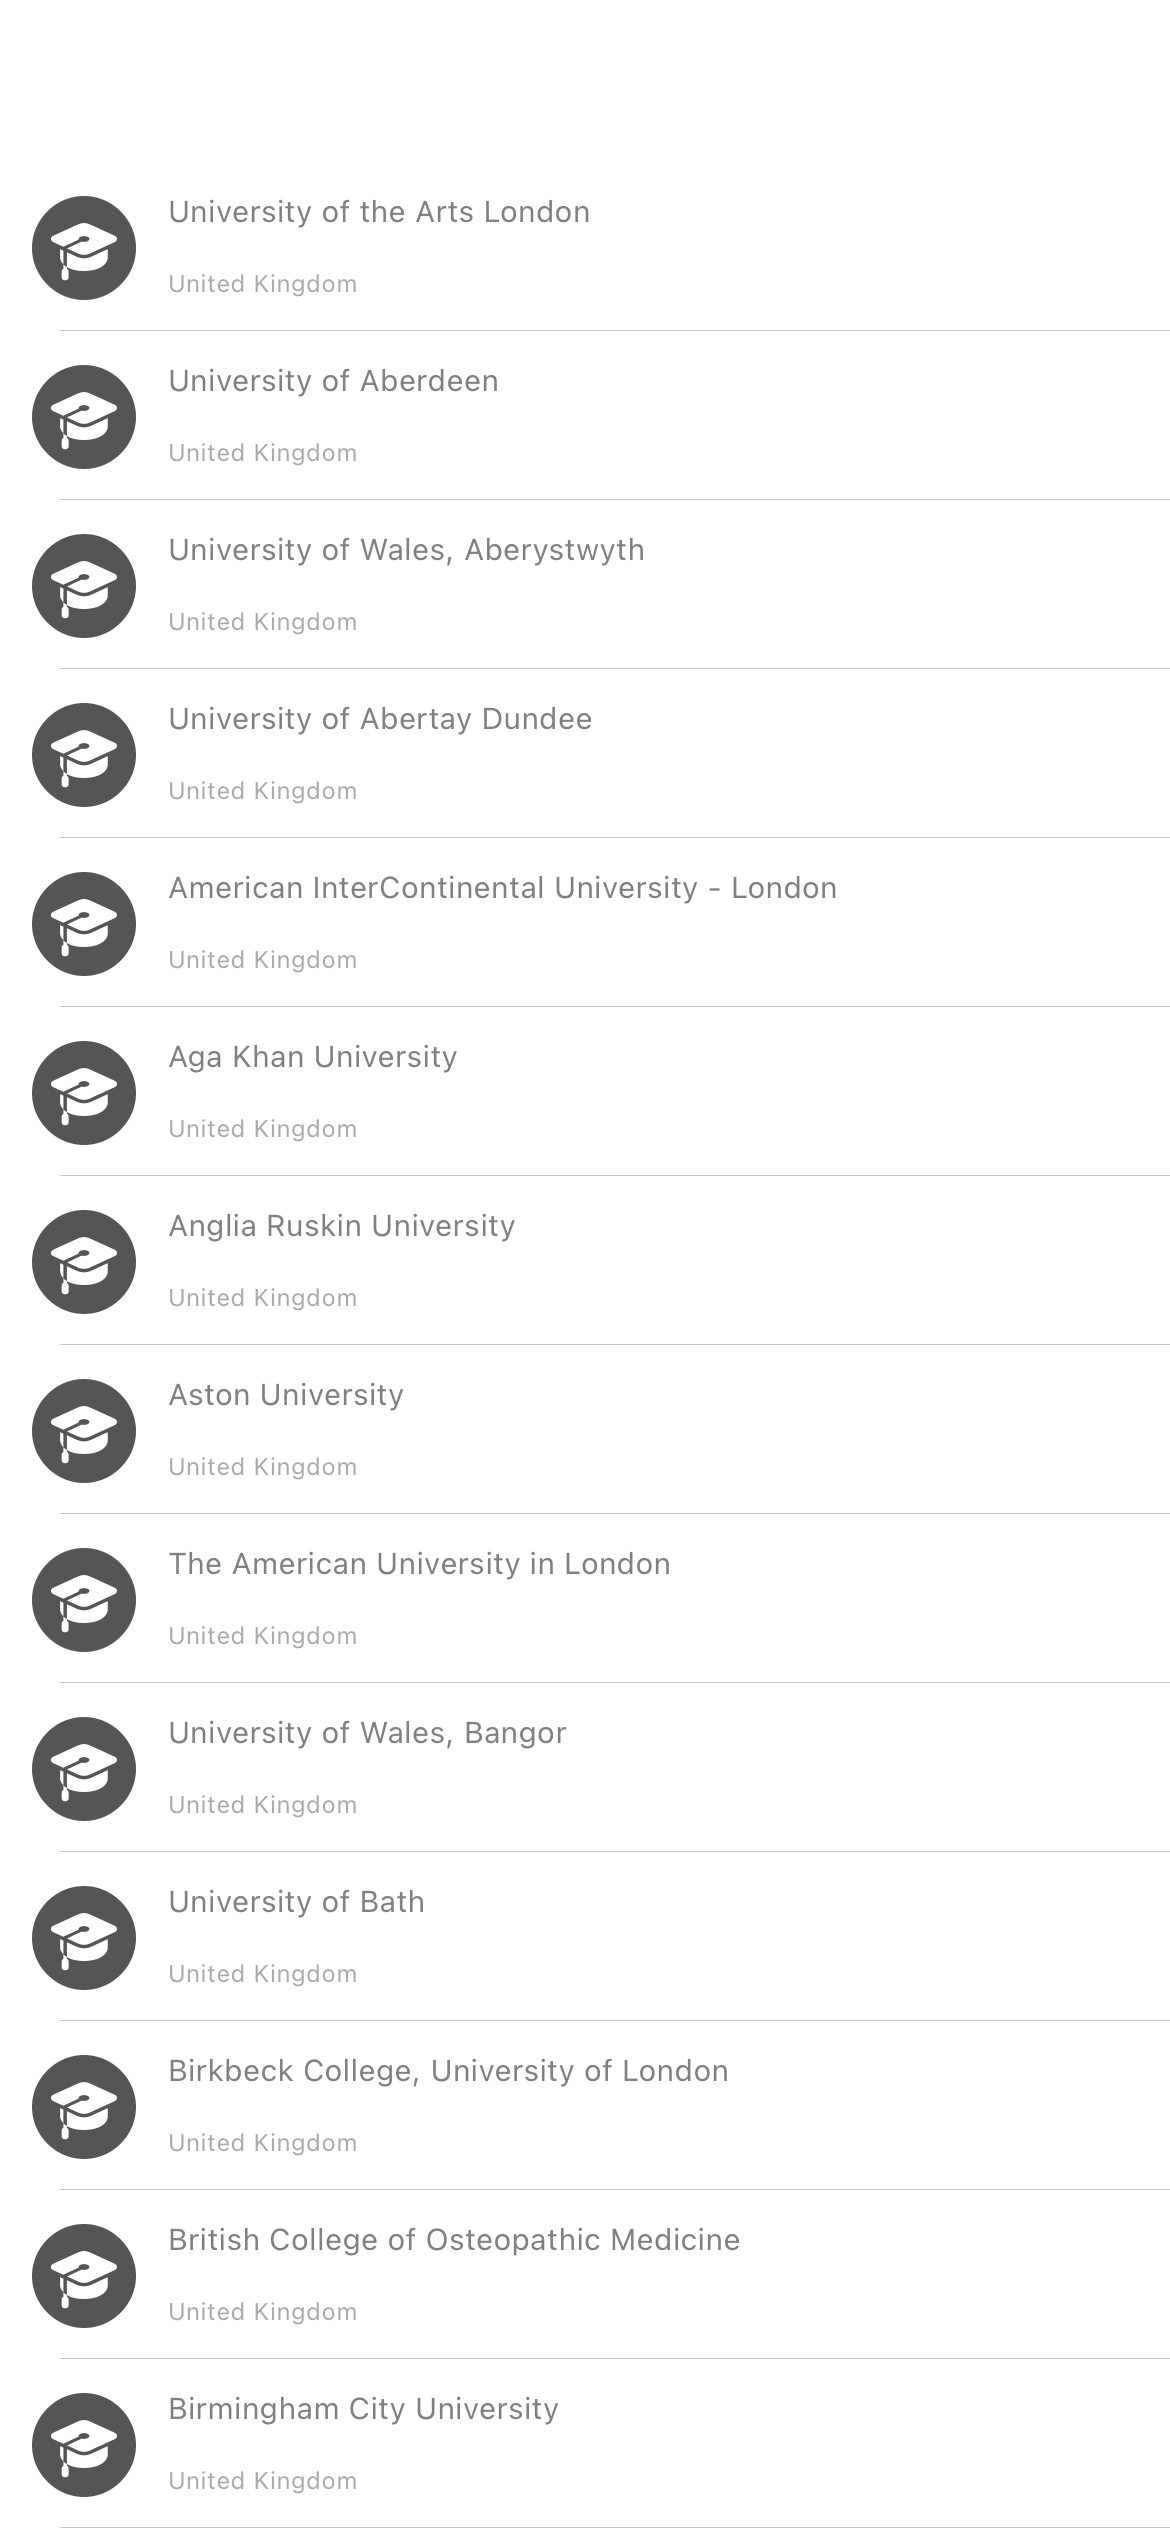 University of the Arts London
United Kingdom
University of Aberdeen
United Kingdom
University of Wales, Aberystwyth
United Kingdom
University of Abertay Dundee
United Kingdom
American InterContinental University - London
United Kingdom
Aga Khan University
United Kingdom
Anglia Ruskin University
United Kingdom
Aston University
United Kingdom
The American University in London
United Kingdom
University of Wales, Bangor
United Kingdom
University of Bath
United Kingdom
Birkbeck College, University of London
United Kingdom
British College of Osteopathic Medicine
United Kingdom
Birmingham City University
United Kingdom